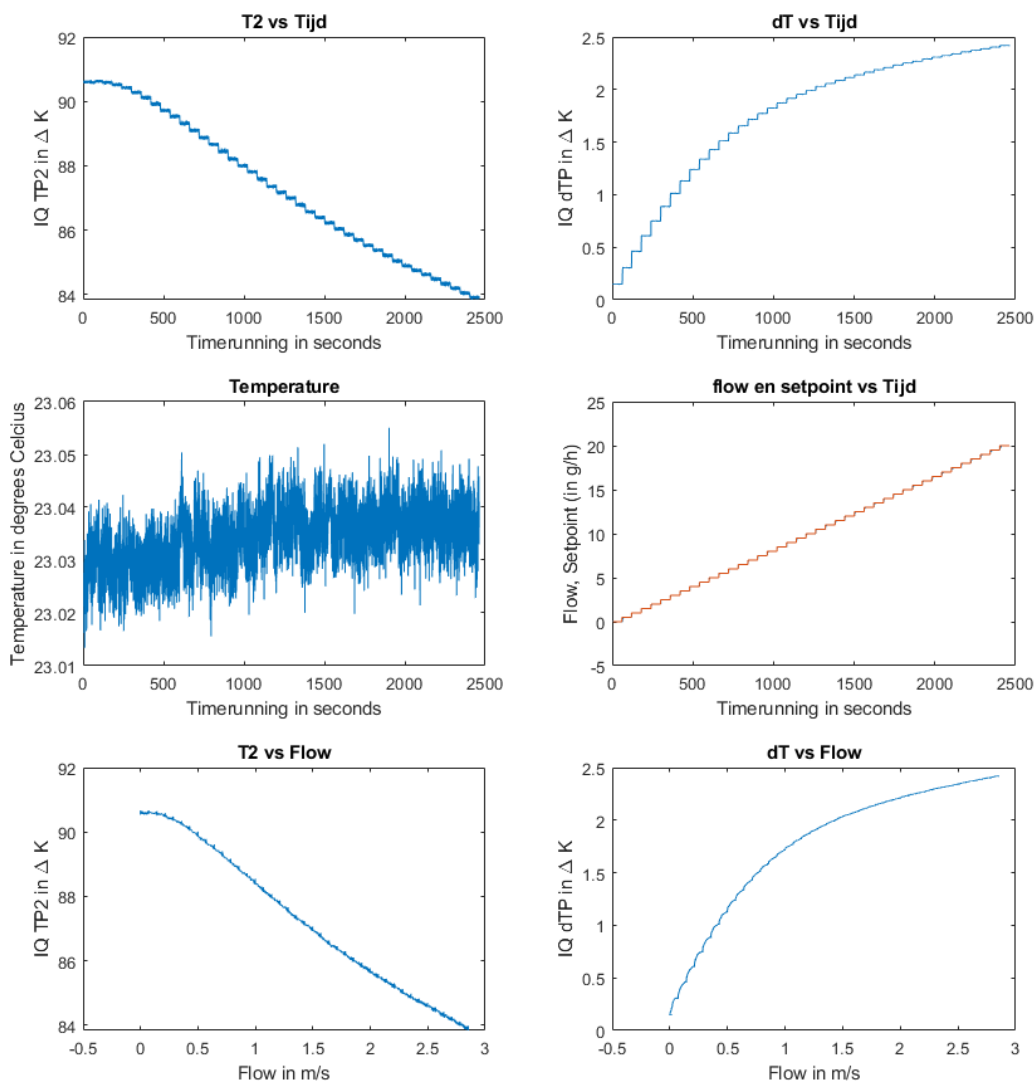 T2 vs Tijd
IQ TP2 in Δ K
92
90
88
86
84
0 500 1000 1500 2000 2500
Timerunning in seconds
dT vs Tijd
IQ dTP in Δ K
2.5
2
1.5
1
0.5
0
0 500 1000 1500 2000 2500
Timerunning in seconds
Temperature
Temperature in degrees Celcius
23.06
23.05
23.04
23.03
23.02
23.01
0 500 1000 1500 2000 2500
Timerunning in seconds
flow en setpoint vs Tijd
Flow, Setpoint (in g/h)
25
20
15
10
5
0
-5
0 500 1000 1500 2000 2500
Timerunning in seconds
T2 vs Flow
IQ TP2 in Δ K
92
90
88
86
84
-0.5 0 0.5 1 1.5 2 2.5 3
Flow in m/s
dT vs Flow
IQ dTP in Δ K
2.5
2
1.5
1
0.5
0
-0.5 0 0.5 1 1.5 2 2.5 3
Flow in m/s